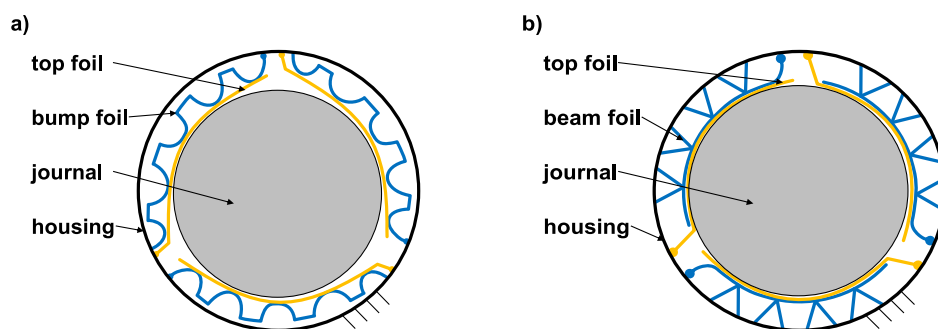 a)
top foil
bump foil
journal
housing
b)
top foil
beam foil
journal
housing